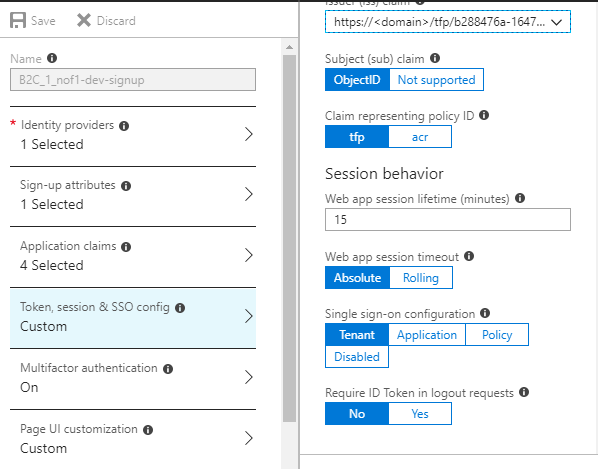 Save
Discard
Name
B2C_1_nof1-dev-signup
* Identity providers
1 Selected
Sign-up attributes
1 Selected
Application claims
4 Selected
Token, session & SSO config
Custom
Multifactor authentication
On
Page UI customization
Custom
Issuer (iss) claim
https://<domain>/tfp/b288476a-1647...
Subject (sub) claim
ObjectID Not supported
Claim representing policy ID
tfp acr
Session behavior
Web app session lifetime (minutes)
15
Web app session timeout
Absolute Rolling
Single sign-on configuration
Tenant Application Policy
Disabled
Require ID Token in logout requests
No Yes